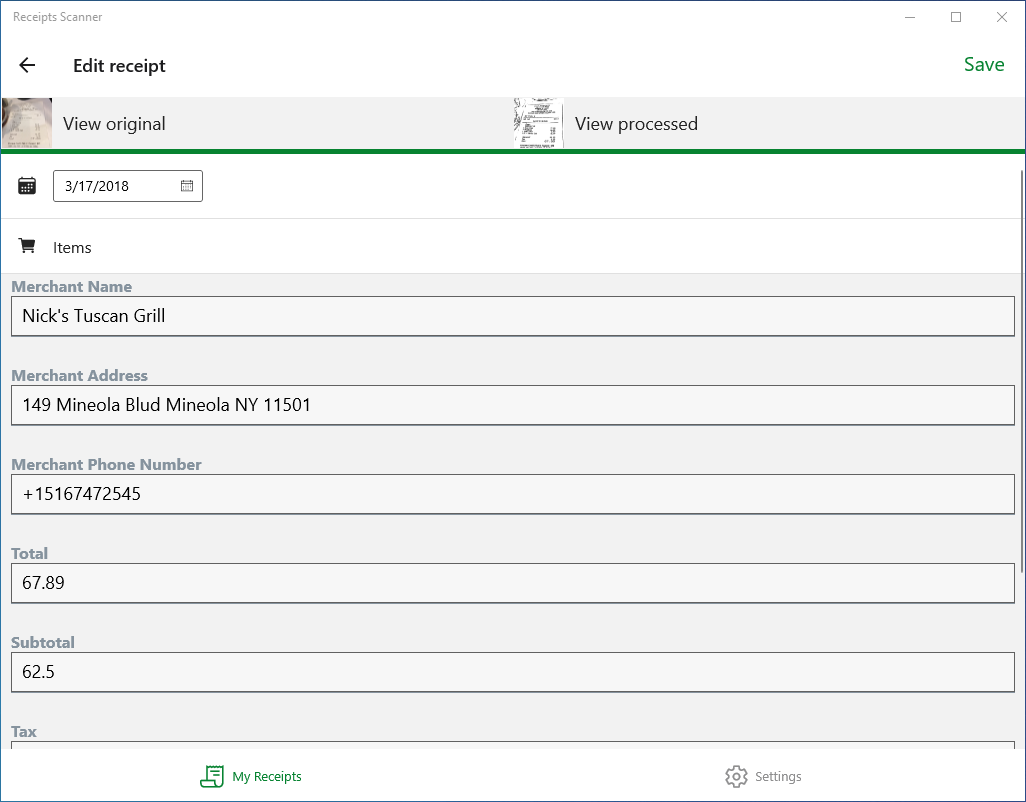 Receipts Scanner
Edit receipt
Save
View original
View processed
3/17/2018
Items
Merchant Name
Nick's Tuscan Grill
Merchant Address
149 Mineola Blud Mineola NY 11501
Merchant Phone Number
+15167472545
Total
67.89
Subtotal
62.5
Tax
My Receipts
Settings